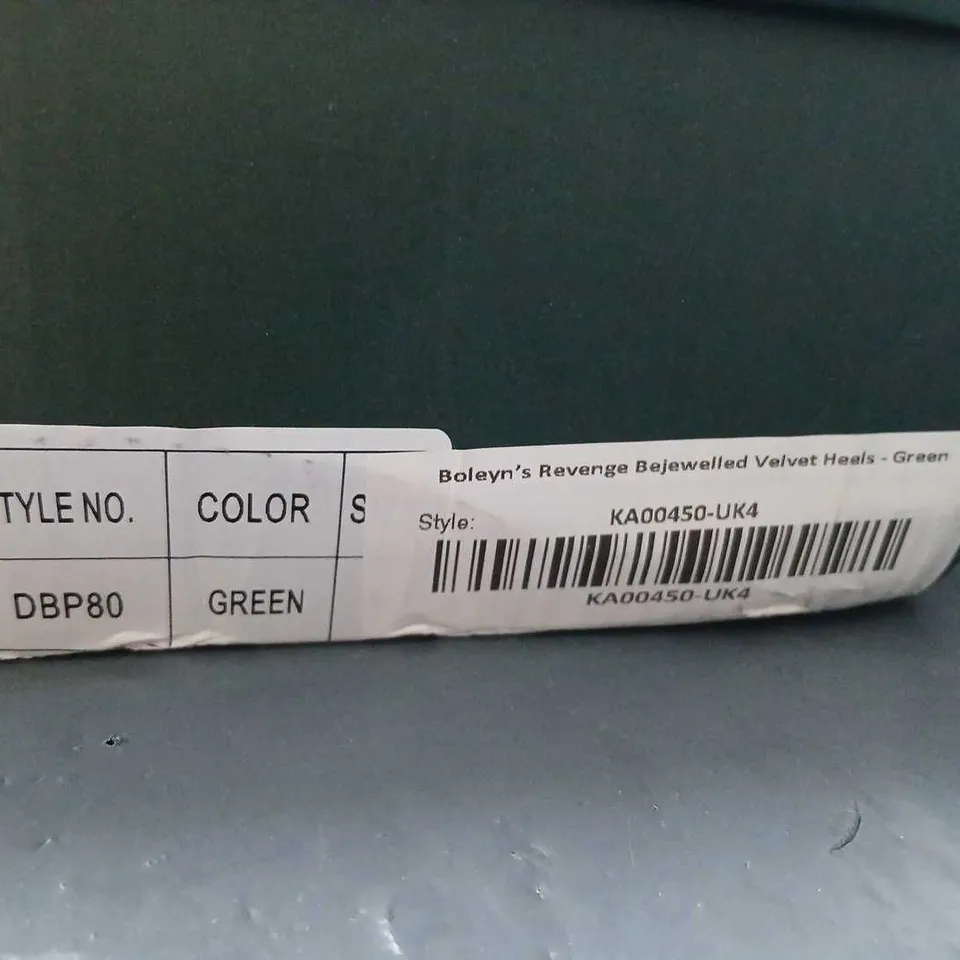 TYLE NO. COLOR S
DBP80 GREEN
Boleyn's Revenge Bejewelled Velvet Heels - Green
Style: KA00450-UK4
KA00450-UK4